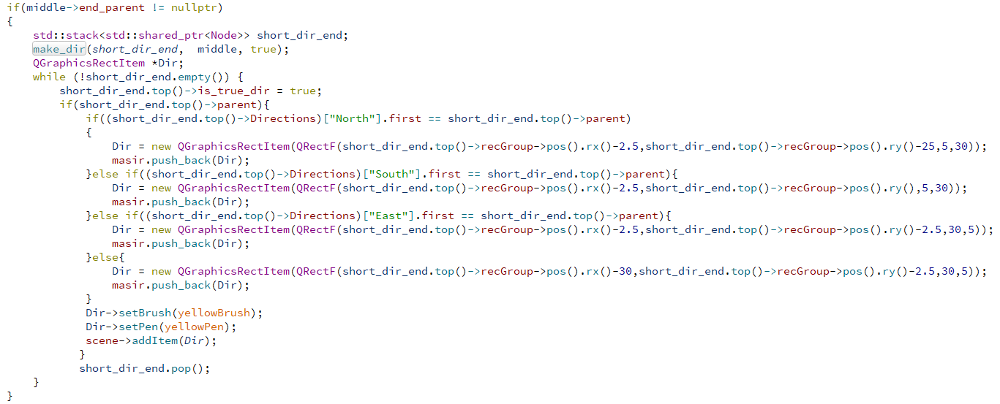 if(middle->end_parent != nullptr)
{
    std::stack<std::shared_ptr<Node>> short_dir_end;
    make_dir(short_dir_end,  middle, true);
    QGraphicsRectItem *Dir;
    while (!short_dir_end.empty()) {
        short_dir_end.top()->is_true_dir = true;
        if(short_dir_end.top()->parent){
            if((short_dir_end.top()->Directions)["North"].first == short_dir_end.top()->parent)
            {
                Dir = new QGraphicsRectItem(QRectF(short_dir_end.top()->recGroup->pos().rx()-2.5,short_dir_end.top()->recGroup->pos().ry()-25,5,30));
                masir.push_back(Dir);
            }else if((short_dir_end.top()->Directions)["South"].first == short_dir_end.top()->parent){
                Dir = new QGraphicsRectItem(QRectF(short_dir_end.top()->recGroup->pos().rx()-2.5,short_dir_end.top()->recGroup->pos().ry(),5,30));
                masir.push_back(Dir);
            }else if((short_dir_end.top()->Directions)["East"].first == short_dir_end.top()->parent){
                Dir = new QGraphicsRectItem(QRectF(short_dir_end.top()->recGroup->pos().rx()-2.5,short_dir_end.top()->recGroup->pos().ry()-2.5,30,5));
                masir.push_back(Dir);
            }else{
                Dir = new QGraphicsRectItem(QRectF(short_dir_end.top()->recGroup->pos().rx()-30,short_dir_end.top()->recGroup->pos().ry()-2.5,30,5));
                masir.push_back(Dir);
            }
            Dir->setBrush(yellowBrush);
            Dir->setPen(yellowPen);
            scene->addItem(Dir);
           }
           short_dir_end.pop();
    }
}